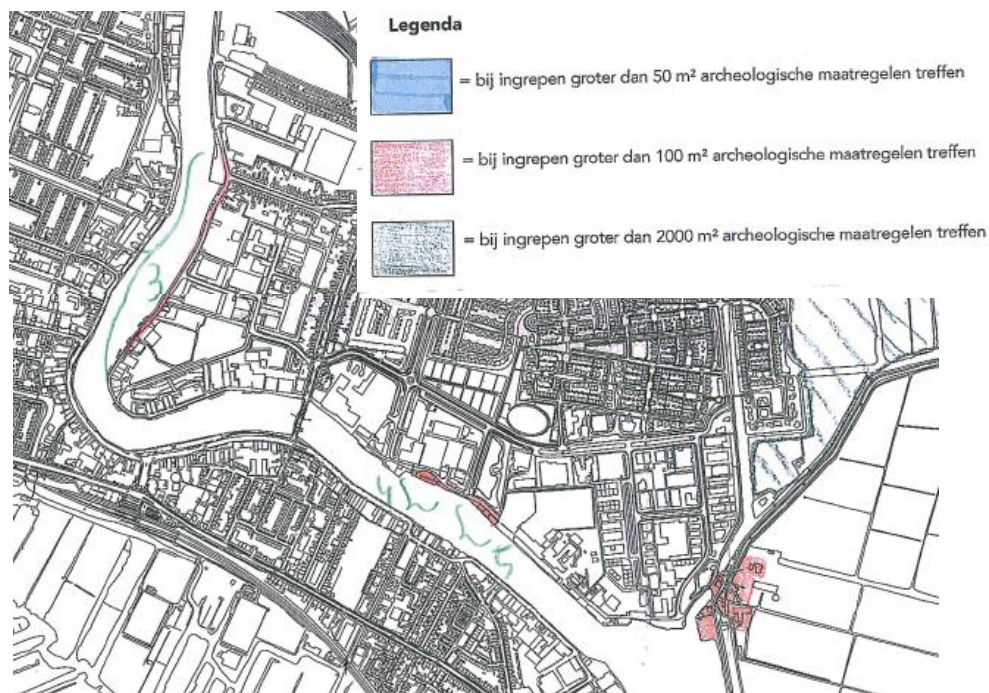 Legenda
= bij ingrepen groter dan 50 m² archeologische maatregelen treffen
= bij ingrepen groter dan 100 m² archeologische maatregelen treffen
= bij ingrepen groter dan 2000 m² archeologische maatregelen treffen
3
4
5